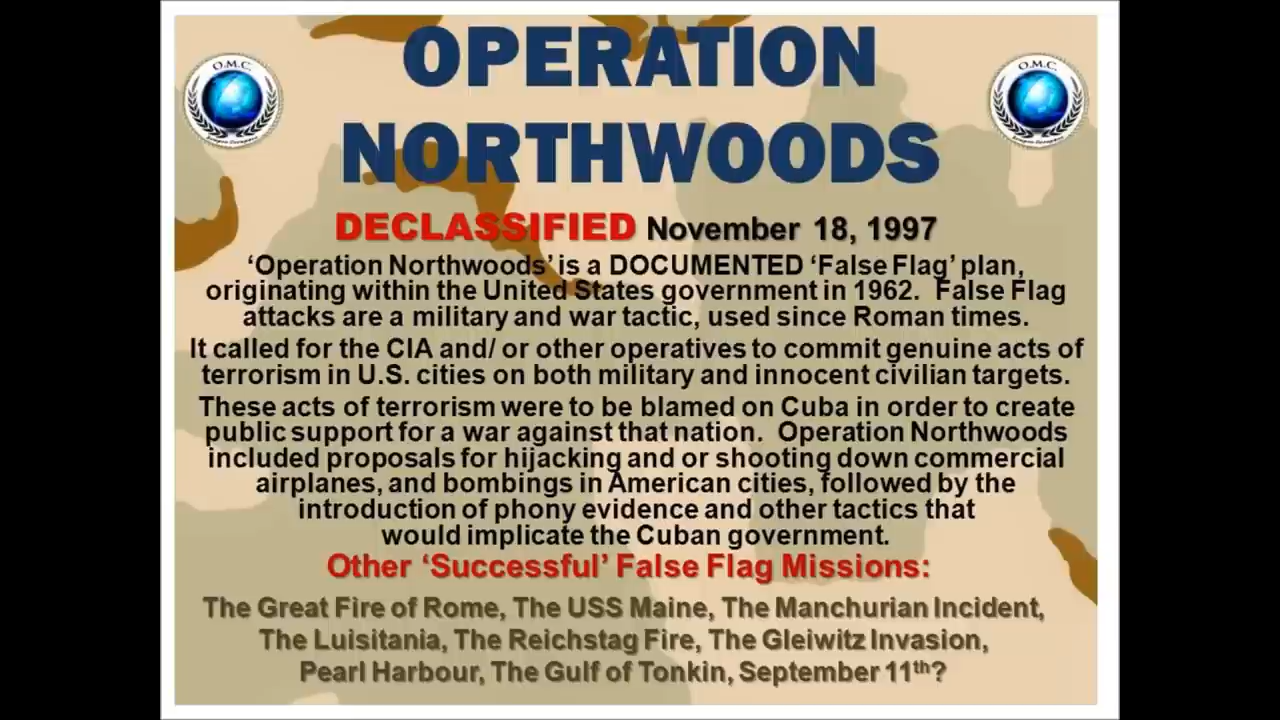 OPERATION
NORTHWOODS
O.M.C.
O.M.C.
DECLASSIFIED November 18, 1997
‘Operation Northwoods’ is a DOCUMENTED ‘False Flag’ plan,
originating within the United States government in 1962. False Flag
attacks are a military and war tactic, used since Roman times.
It called for the CIA and/ or other operatives to commit genuine acts of
terrorism in U.S. cities on both military and innocent civilian targets.
These acts of terrorism were to be blamed on Cuba in order to create
public support for a war against that nation. Operation Northwoods
included proposals for hijacking and or shooting down commercial
airplanes, and bombings in American cities, followed by the
introduction of phony evidence and other tactics that
would implicate the Cuban government.
Other ‘Successful’ False Flag Missions:
The Great Fire of Rome, The USS Maine, The Manchurian Incident,
The Luisitania, The Reichstag Fire, The Gleiwitz Invasion,
Pearl Harbour, The Gulf of Tonkin, September 11th?